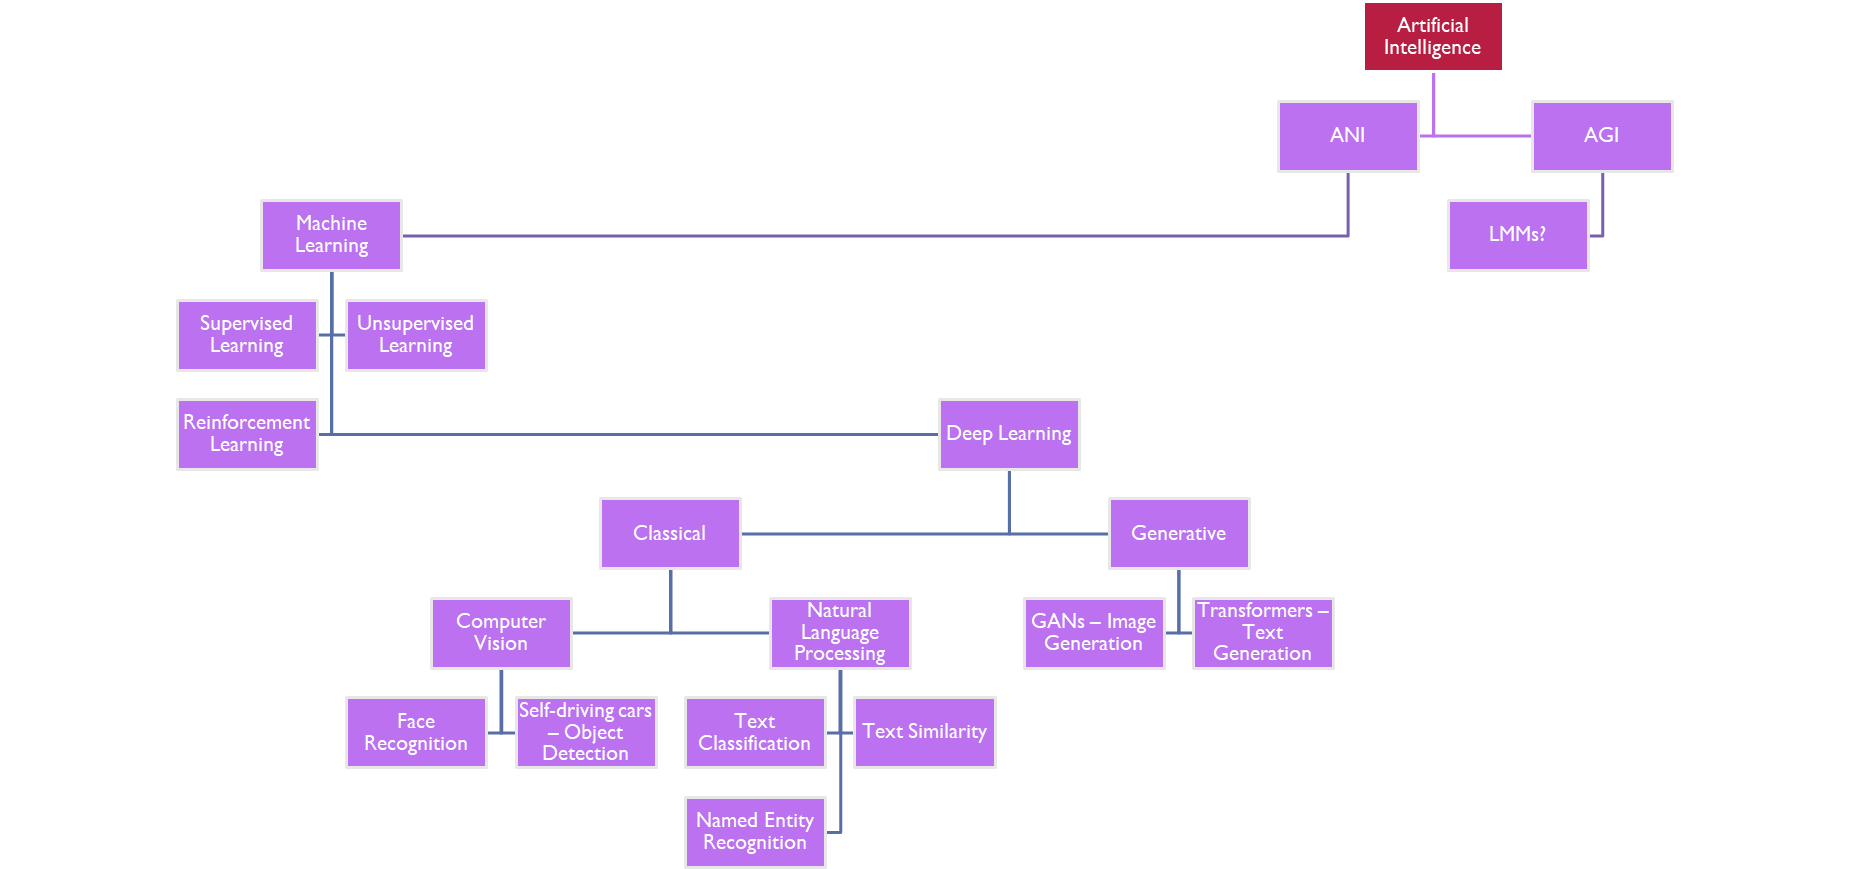 Artificial
Intelligence
ANI
AGI
Machine
Learning
LMMs?
Supervised
Learning
Unsupervised
Learning
Reinforcement
Learning
Deep Learning
Classical
Generative
Computer
Vision
Natural
Language
Processing
GANs – Image
Generation
Transformers –
Text
Generation
Face
Recognition
Self-driving cars
– Object
Detection
Text
Classification
Text Similarity
Named Entity
Recognition